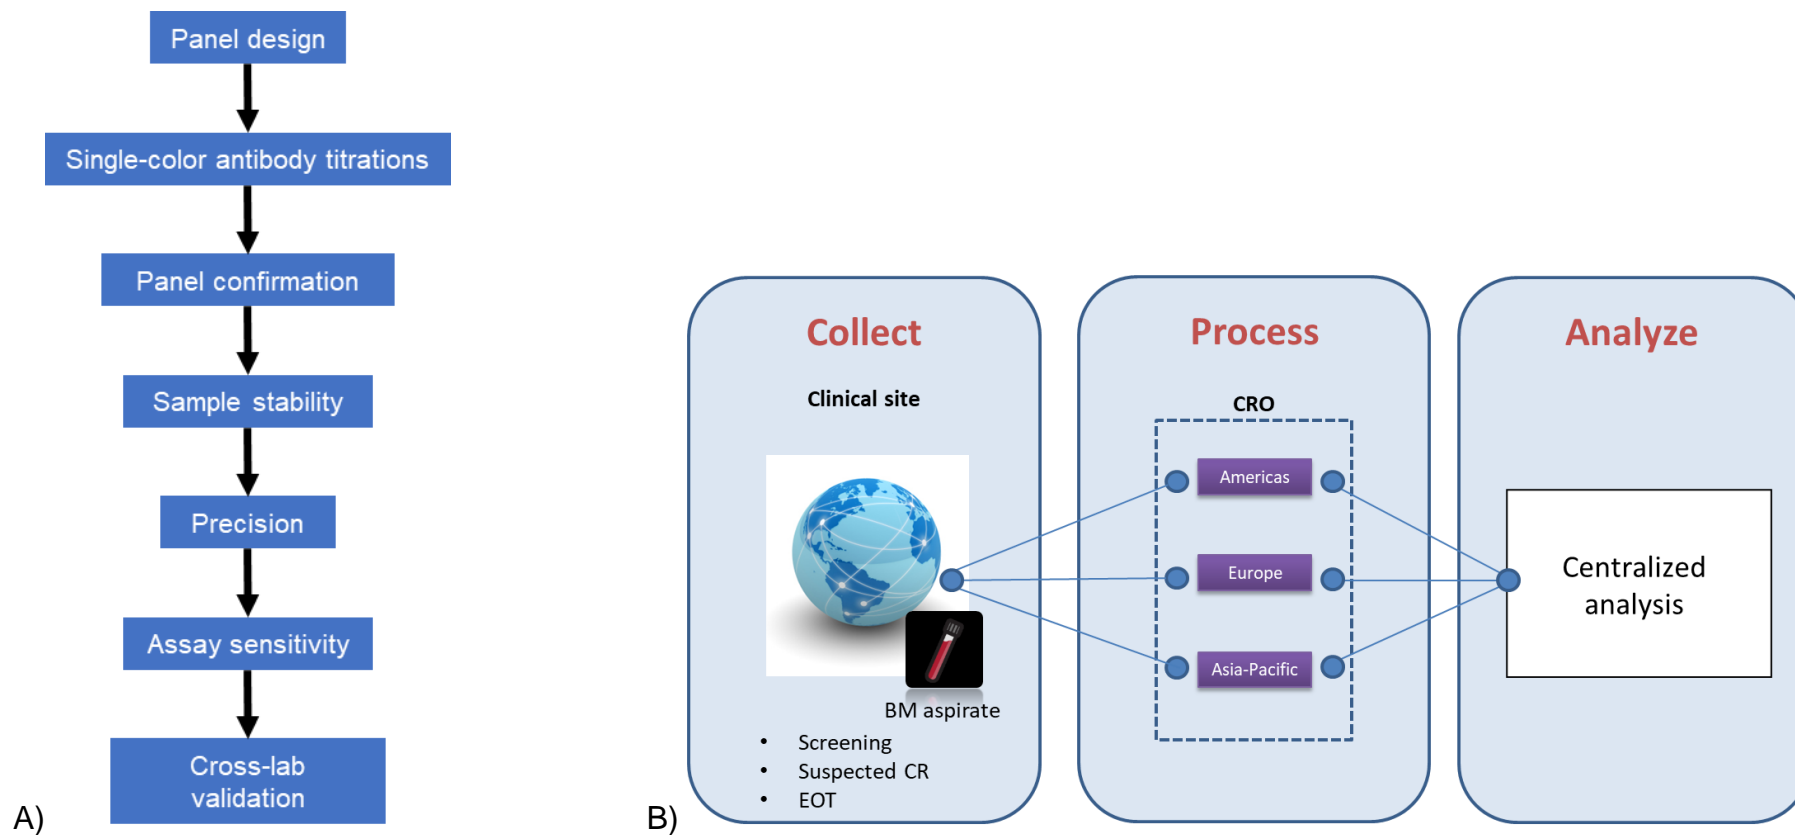 Panel design
Single-color antibody titrations
Panel confirmation
Sample stability
Precision
Assay sensitivity
Cross-lab
validation
A)
Collect
Clinical site
BM aspirate
• Screening
• Suspected CR
• EOT
Process
CRO
Americas
Europe
Asia-Pacific
Analyze
Centralized
analysis
B)